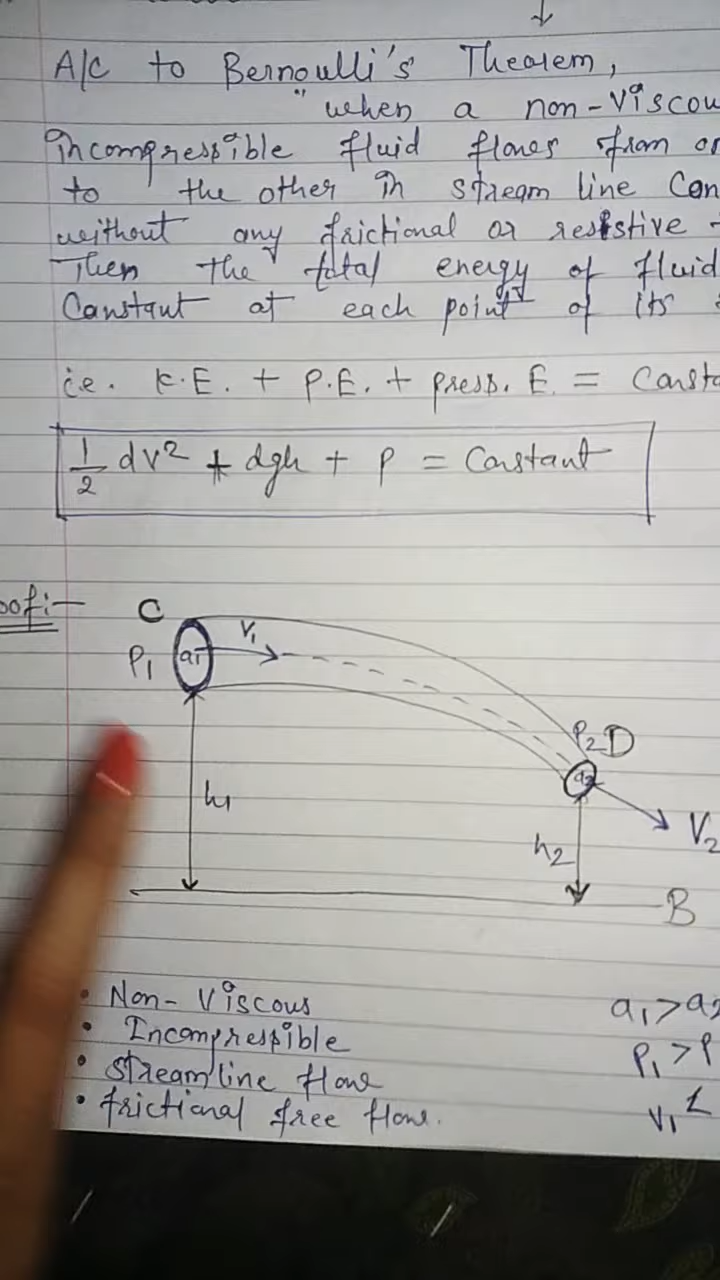 A/c to Bernoulli's Theorem,
"when a non-viscou
incompressible fluid flows from o
to the other in stream line Con
without any frictional or resistive
Then the total energy of fluid
Constant at each point of its
i.e. K.E. + P.E. + press. E. = Consta
1/2 dv² + dgh + P = Constant
oof:-
C
V₁
P₁ a₁
P₂ D
a₂
h₁
V₂
h₂
B
• Non-Viscous
a₁>a₂
• Incompressible
P₁>P
• streamline flow
V₁<
• frictional free flow.